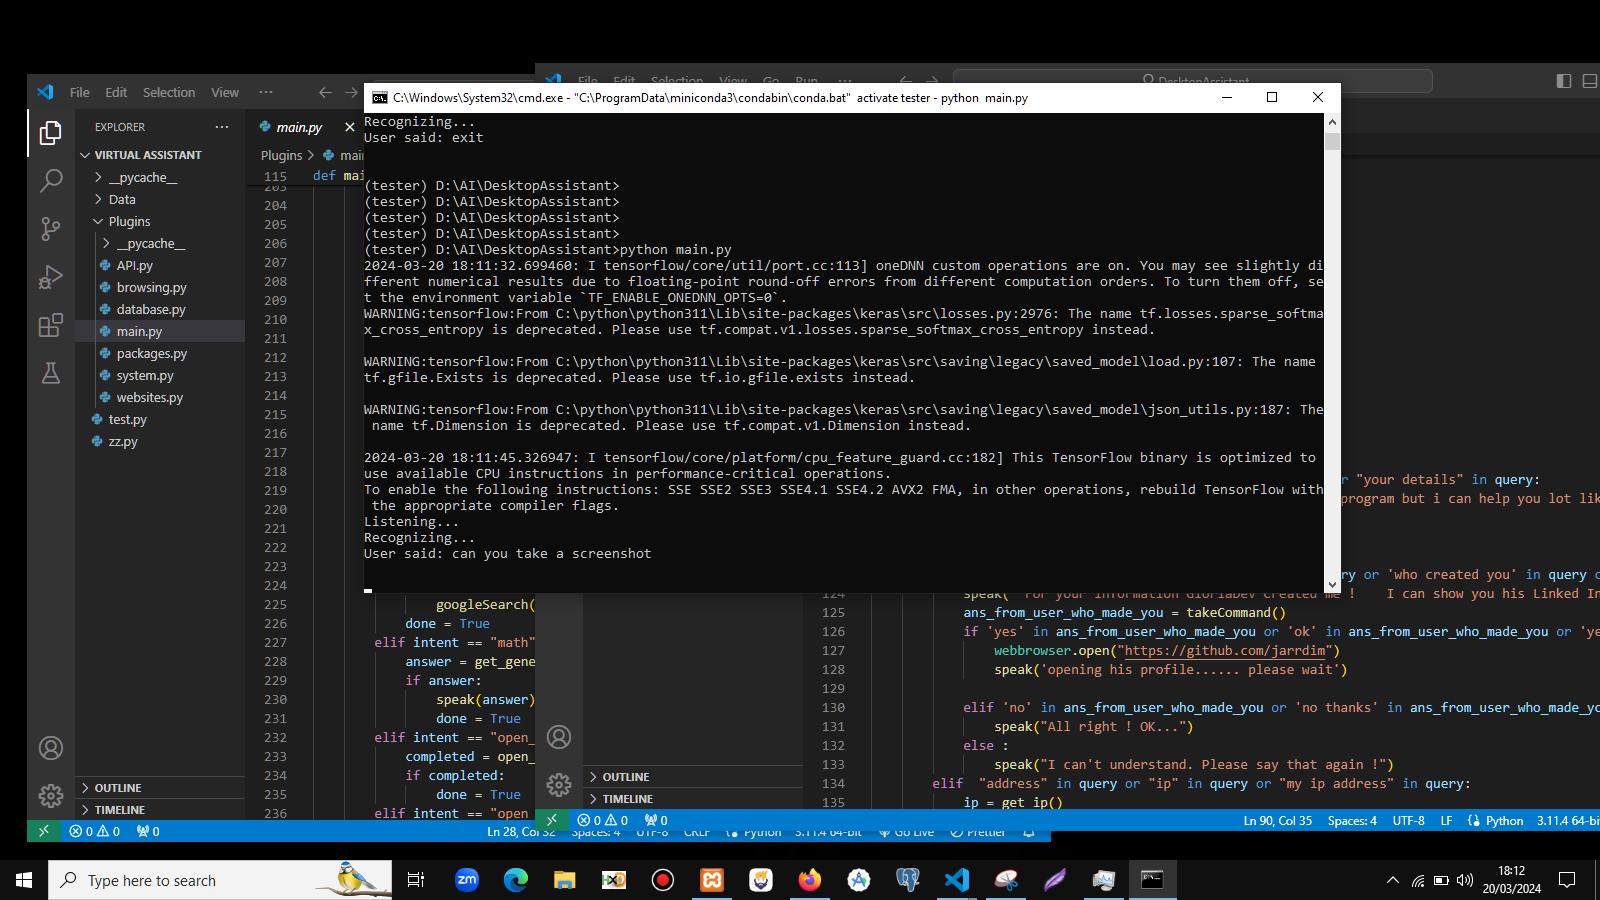 File Edit Selection View ···
File Edit Selection View Go Run ···
DesktopAssistant
C:\Windows\System32\cmd.exe - "C:\ProgramData\miniconda3\condabin\conda.bat" activate tester - python main.py
EXPLORER ···
main.py
VIRTUAL ASSISTANT
__pycache__
Data
Plugins
__pycache__
API.py
browsing.py
database.py
main.py
packages.py
system.py
websites.py
test.py
zz.py
OUTLINE
TIMELINE
Plugins > mai
115 def mai
203
204
205
206
207
208
209
210
211
212
213
214
215
216
217
218
219
220
221
222
223
224
225 googleSearch(
226 done = True
227 elif intent == "math"
228 answer = get_gene
229 if answer:
230 speak(answer)
231 done = True
232 elif intent == "open_
233 completed = open_
234 if completed:
235 done = True
236 elif intent == "open
Recognizing...
User said: exit
(tester) D:\AI\DesktopAssistant>
(tester) D:\AI\DesktopAssistant>
(tester) D:\AI\DesktopAssistant>
(tester) D:\AI\DesktopAssistant>
(tester) D:\AI\DesktopAssistant>python main.py
2024-03-20 18:11:32.699460: I tensorflow/core/util/port.cc:113] oneDNN custom operations are on. You may see slightly di
fferent numerical results due to floating-point round-off errors from different computation orders. To turn them off, se
t the environment variable `TF_ENABLE_ONEDNN_OPTS=0`.
WARNING:tensorflow:From C:\python\python311\Lib\site-packages\keras\src\losses.py:2976: The name tf.losses.sparse_softma
x_cross_entropy is deprecated. Please use tf.compat.v1.losses.sparse_softmax_cross_entropy instead.
WARNING:tensorflow:From C:\python\python311\Lib\site-packages\keras\src\saving\legacy\saved_model\load.py:107: The name
tf.gfile.Exists is deprecated. Please use tf.io.gfile.exists instead.
WARNING:tensorflow:From C:\python\python311\Lib\site-packages\keras\src\saving\legacy\saved_model\json_utils.py:187: The
name tf.Dimension is deprecated. Please use tf.compat.v1.Dimension instead.
2024-03-20 18:11:45.326947: I tensorflow/core/platform/cpu_feature_guard.cc:182] This TensorFlow binary is optimized to
use available CPU instructions in performance-critical operations.
To enable the following instructions: SSE SSE2 SSE3 SSE4.1 SSE4.2 AVX2 FMA, in other operations, rebuild TensorFlow with
the appropriate compiler flags.
Listening...
Recognizing...
User said: can you take a screenshot
r "your details" in query:
program but i can help you lot lik
ry or 'who created you' in query o
124 speak( For your information GloriaDev Created me ! I can show you his Linked In
125 ans_from_user_who_made_you = takeCommand()
126 if 'yes' in ans_from_user_who_made_you or 'ok' in ans_from_user_who_made_you or 'ye
127 webbrowser.open("https://github.com/jarrdim")
128 speak('opening his profile...... please wait')
129
130 elif 'no' in ans_from_user_who_made_you or 'no thanks' in ans_from_user_who_made_yo
131 speak("All right ! OK...")
132 else :
133 speak("I can't understand. Please say that again !")
134 elif "address" in query or "ip" in query or "my ip address" in query:
135 ip = get_ip()
OUTLINE
TIMELINE
0 0 0
Ln 90, Col 35 Spaces: 4 UTF-8 LF Python 3.11.4 64-bi
0 0 0
Ln 28, Col 32 Spaces: 4 UTF-8 CRLF Python 3.11.4 64-bit Go Live Prettier
Type here to search
zm
18:12
20/03/2024